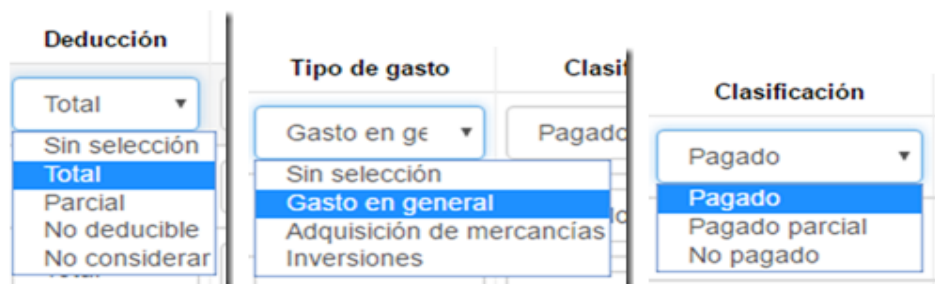 Deducción
Total
Sin selección
Total
Parcial
No deducible
No considerar
Tipo de gasto
Clasif
Gasto en ge
Pagado
Sin selección
Gasto en general
Adquisición de mercancías
Inversiones
Clasificación
Pagado
Pagado
Pagado parcial
No pagado